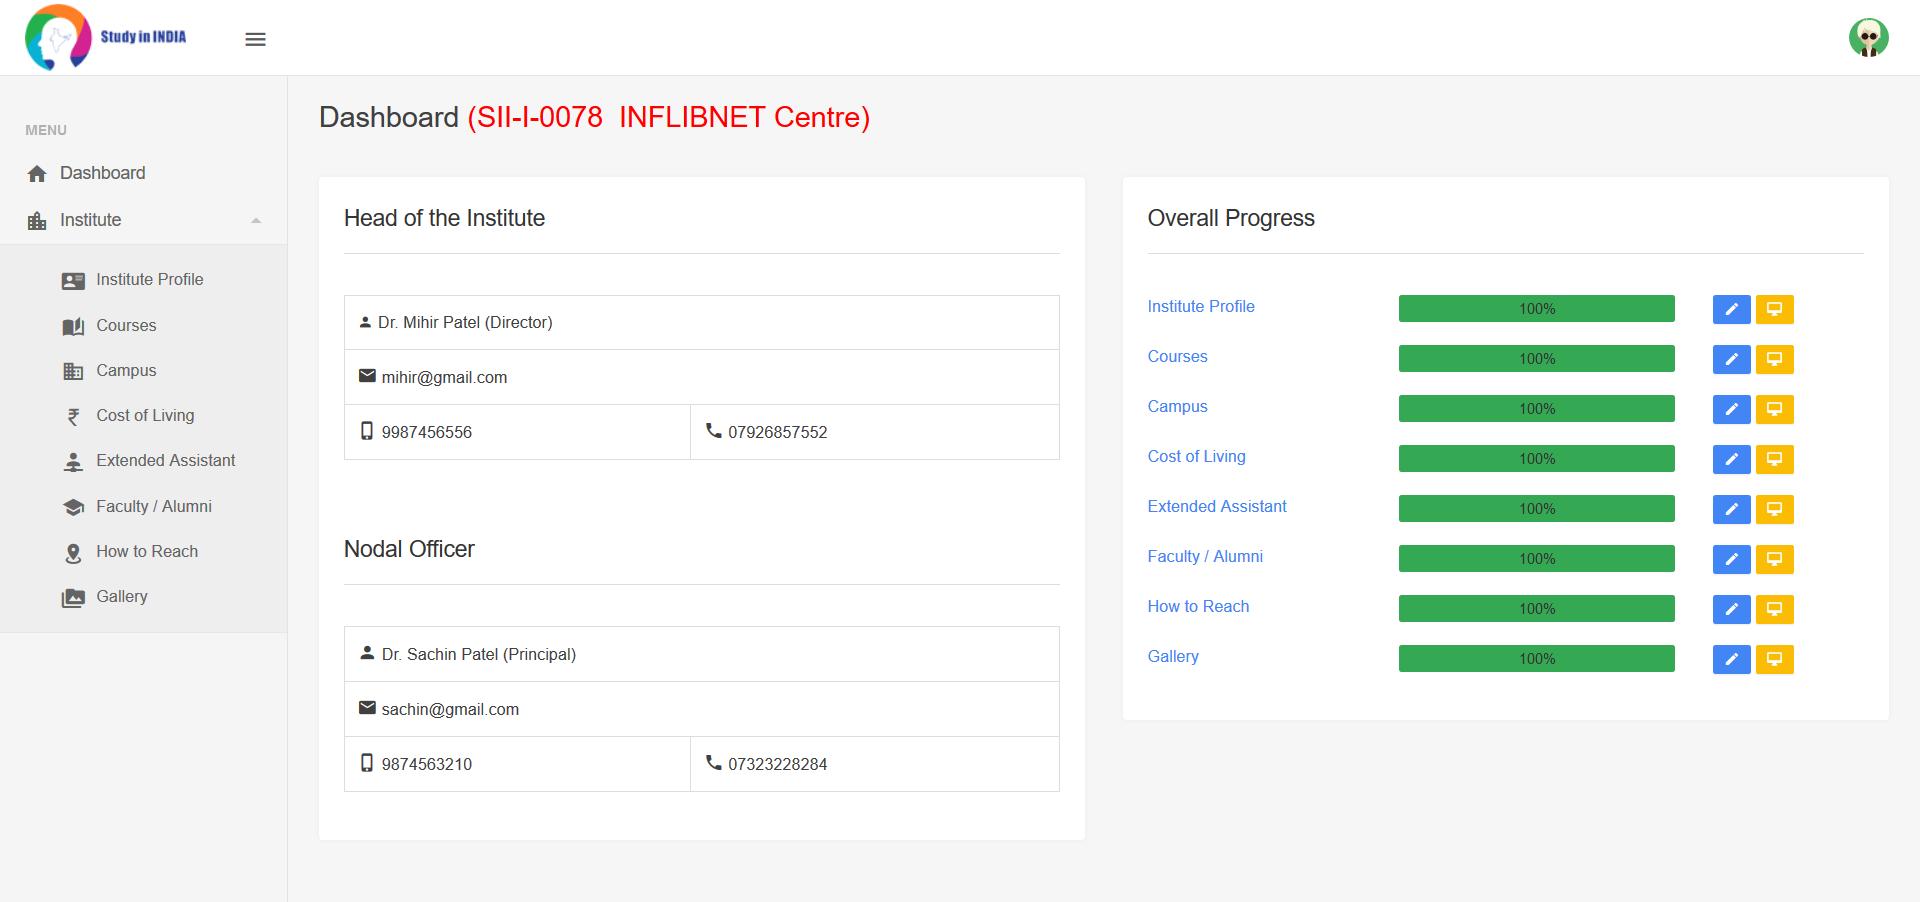 Study in INDIA
MENU
Dashboard
Institute
Institute Profile
Courses
Campus
Cost of Living
Extended Assistant
Faculty / Alumni
How to Reach
Gallery
Dashboard (SII-I-0078 INFLIBNET Centre)
Head of the Institute
Dr. Mihir Patel (Director)
mihir@gmail.com
9987456556 07926857552
Nodal Officer
Dr. Sachin Patel (Principal)
sachin@gmail.com
9874563210 07323228284
Overall Progress
Institute Profile 100%
Courses 100%
Campus 100%
Cost of Living 100%
Extended Assistant 100%
Faculty / Alumni 100%
How to Reach 100%
Gallery 100%